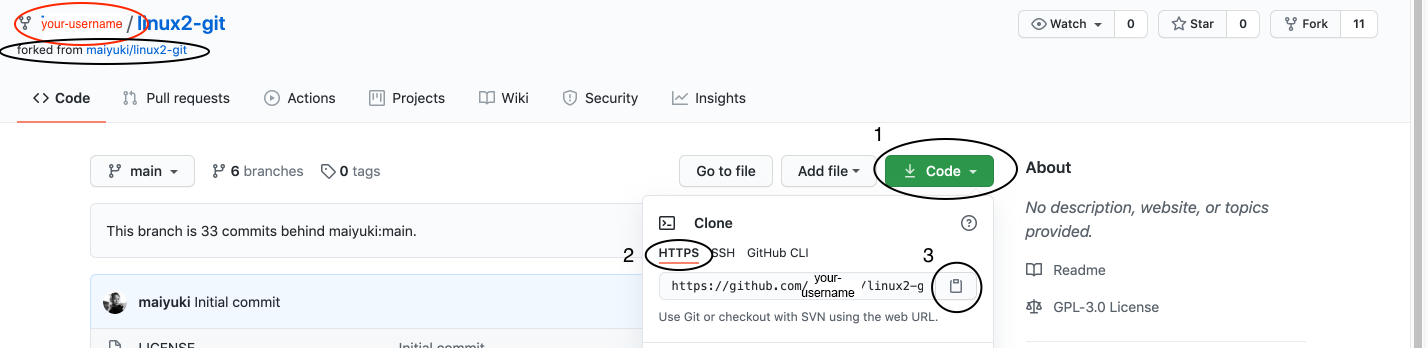 your-username / linux2-git
Watch 0 Star 0 Fork 11
forked from maiyuki/linux2-git
Code Pull requests Actions Projects Wiki Security Insights
1
main 6 branches 0 tags Go to file Add file Code
About
No description, website, or topics
provided.
This branch is 33 commits behind maiyuki:main.
Clone
2 HTTPS SSH GitHub CLI 3
Readme
https://github.com/your-username/linux2-g
maiyuki Initial commit
GPL-3.0 License
Use Git or checkout with SVN using the web URL.
LICENSE Initial commit